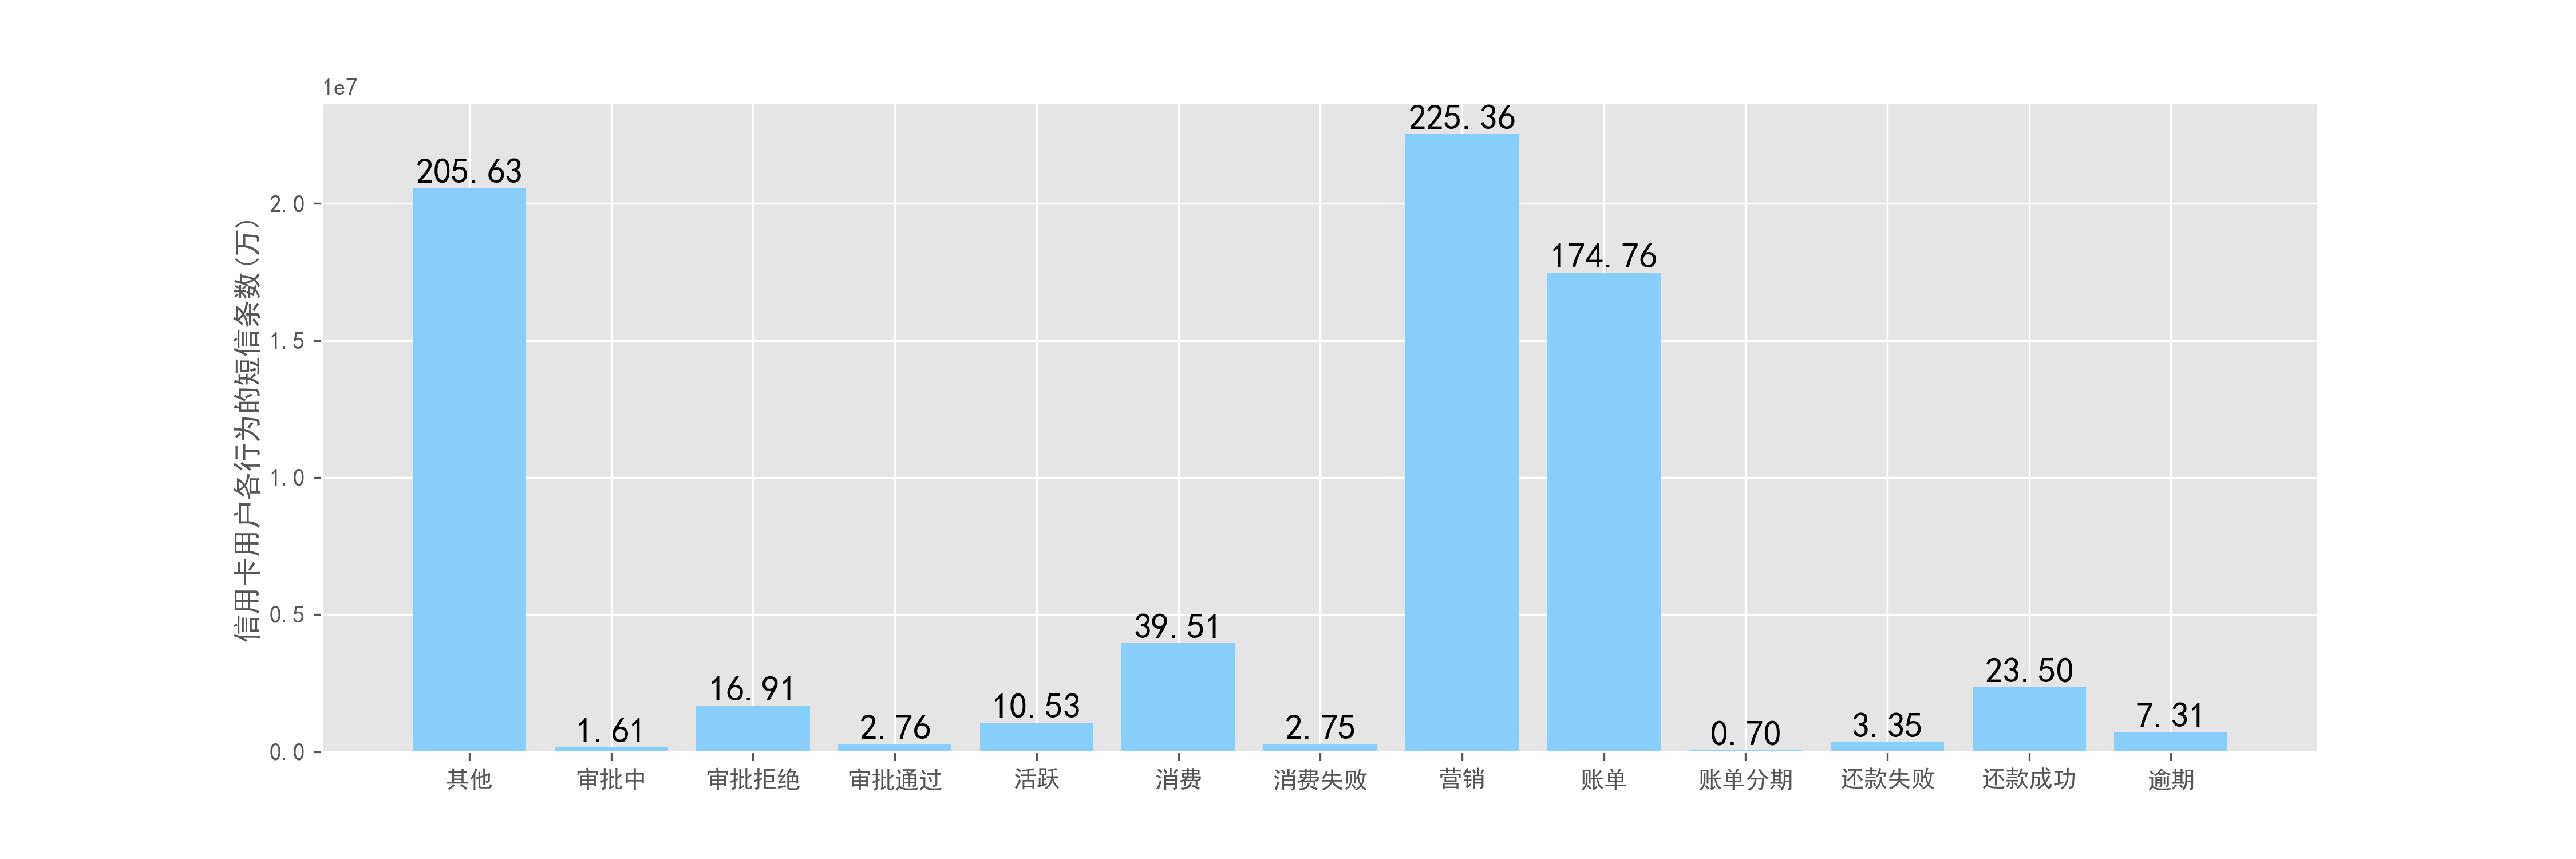 1e7
信用卡用户各行为的短信条数(万)
2.0
1.5
1.0
0.5
0.0
205.63
1.61
16.91
2.76
10.53
39.51
2.75
225.36
174.76
0.70
3.35
23.50
7.31
其他
审批中
审批拒绝
审批通过
活跃
消费
消费失败
营销
账单
账单分期
还款失败
还款成功
逾期